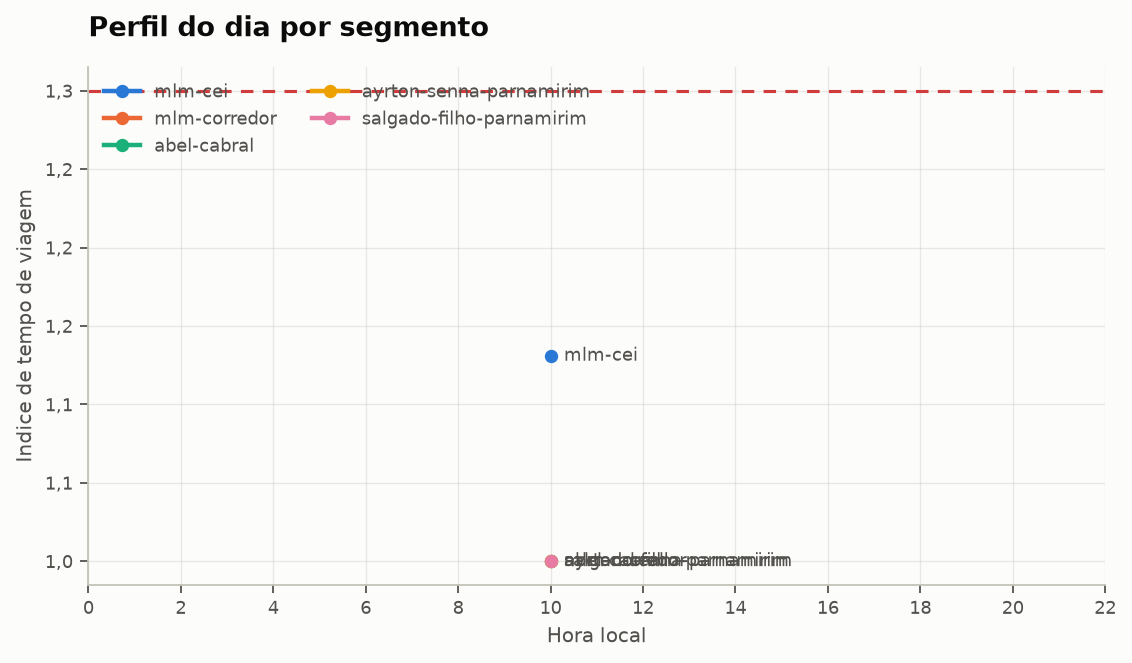 Perfil do dia por segmento
mlm-cei
ayrton-senna-parnamirim
mlm-corredor
salgado-filho-parnamirim
abel-cabral
Indice de tempo de viagem
1,3
1,2
1,2
1,2
1,1
1,1
1,0
mlm-cei
0 2 4 6 8 10 12 14 16 18 20 22
Hora local